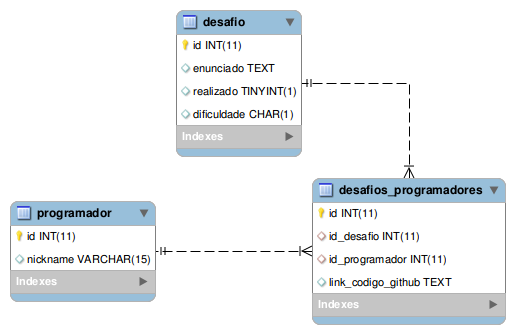 desafio
id INT(11)
enunciado TEXT
realizado TINYINT(1)
dificuldade CHAR(1)
Indexes
programador
id INT(11)
nickname VARCHAR(15)
Indexes
desafios_programadores
id INT(11)
id_desafio INT(11)
id_programador INT(11)
link_codigo_github TEXT
Indexes